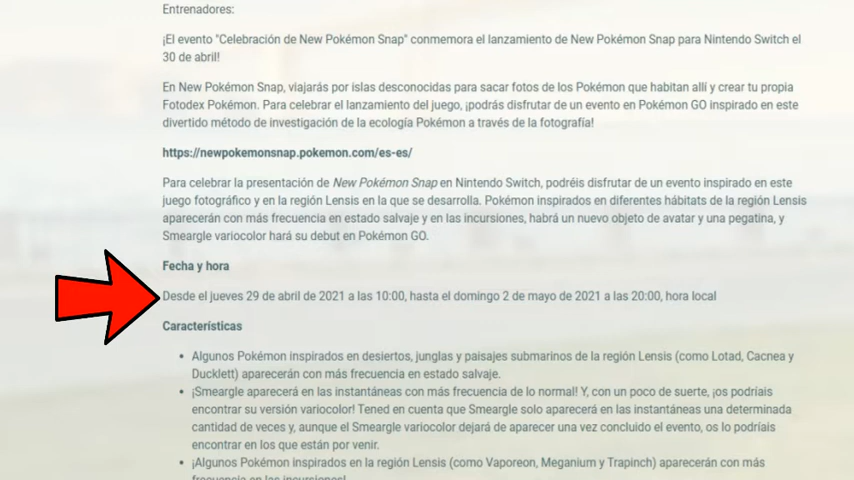 Entrenadores:
¡El evento "Celebración de New Pokémon Snap" conmemora el lanzamiento de New Pokémon Snap para Nintendo Switch el
30 de abril!
En New Pokémon Snap, viajarás por islas desconocidas para sacar fotos de los Pokémon que habitan allí y crear tu propia
Fotodex Pokémon. Para celebrar el lanzamiento del juego, ¡podrás disfrutar de un evento en Pokémon GO inspirado en este
divertido método de investigación de la ecología Pokémon a través de la fotografía!
https://newpokemonsnap.pokemon.com/es-es/
Para celebrar la presentación de New Pokémon Snap en Nintendo Switch, podréis disfrutar de un evento inspirado en este
juego fotográfico y en la región Lensis en la que se desarrolla. Pokémon inspirados en diferentes hábitats de la región Lensis
aparecerán con más frecuencia en estado salvaje y en las incursiones, habrá un nuevo objeto de avatar y una pegatina, y
Smeargle variocolor hará su debut en Pokémon GO.
Fecha y hora
Desde el jueves 29 de abril de 2021 a las 10:00, hasta el domingo 2 de mayo de 2021 a las 20:00, hora local
Características
• Algunos Pokémon inspirados en desiertos, junglas y paisajes submarinos de la región Lensis (como Lotad, Cacnea y
Ducklett) aparecerán con más frecuencia en estado salvaje.
• ¡Smeargle aparecerá en las instantáneas con más frecuencia de lo normal! Y, con un poco de suerte, ¡os podríais
encontrar su versión variocolor! Tened en cuenta que Smeargle solo aparecerá en las instantáneas una determinada
cantidad de veces y, aunque el Smeargle variocolor dejará de aparecer una vez concluido el evento, os lo podríais
encontrar en los que están por venir.
• ¡Algunos Pokémon inspirados en la región Lensis (como Vaporeon, Meganium y Trapinch) aparecerán con más
frecuencia en las incursiones!